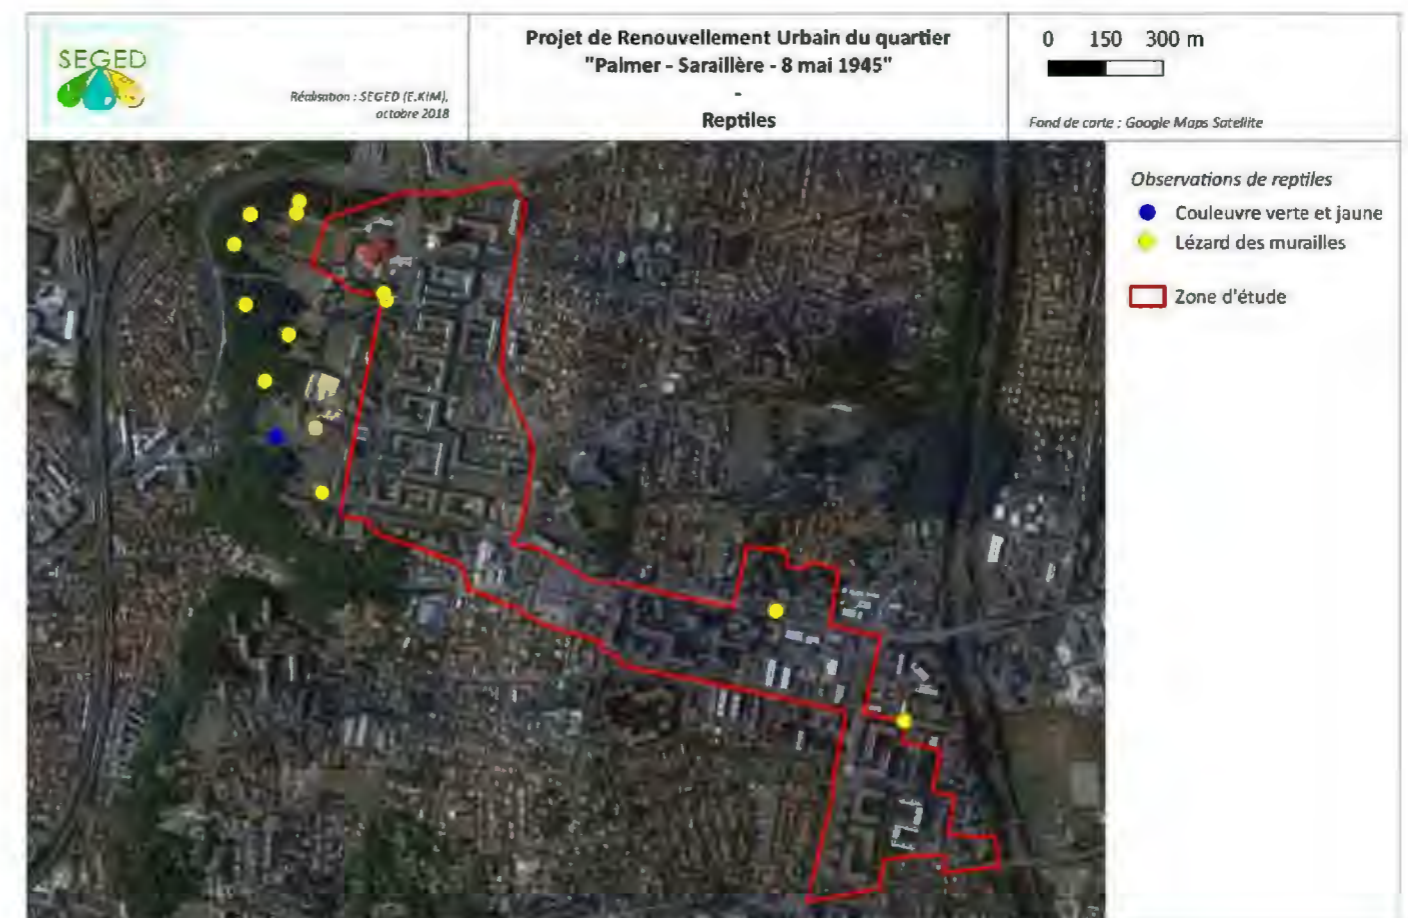 SEGED
Réalisation : SEGED (E.KIM),
octobre 2018
Projet de Renouvellement Urbain du quartier
"Palmer - Saraillère - 8 mai 1945"
-
Reptiles
0 150 300 m
Fond de carte : Google Maps Satellite
Observations de reptiles
Couleuvre verte et jaune
Lézard des murailles
Zone d'étude